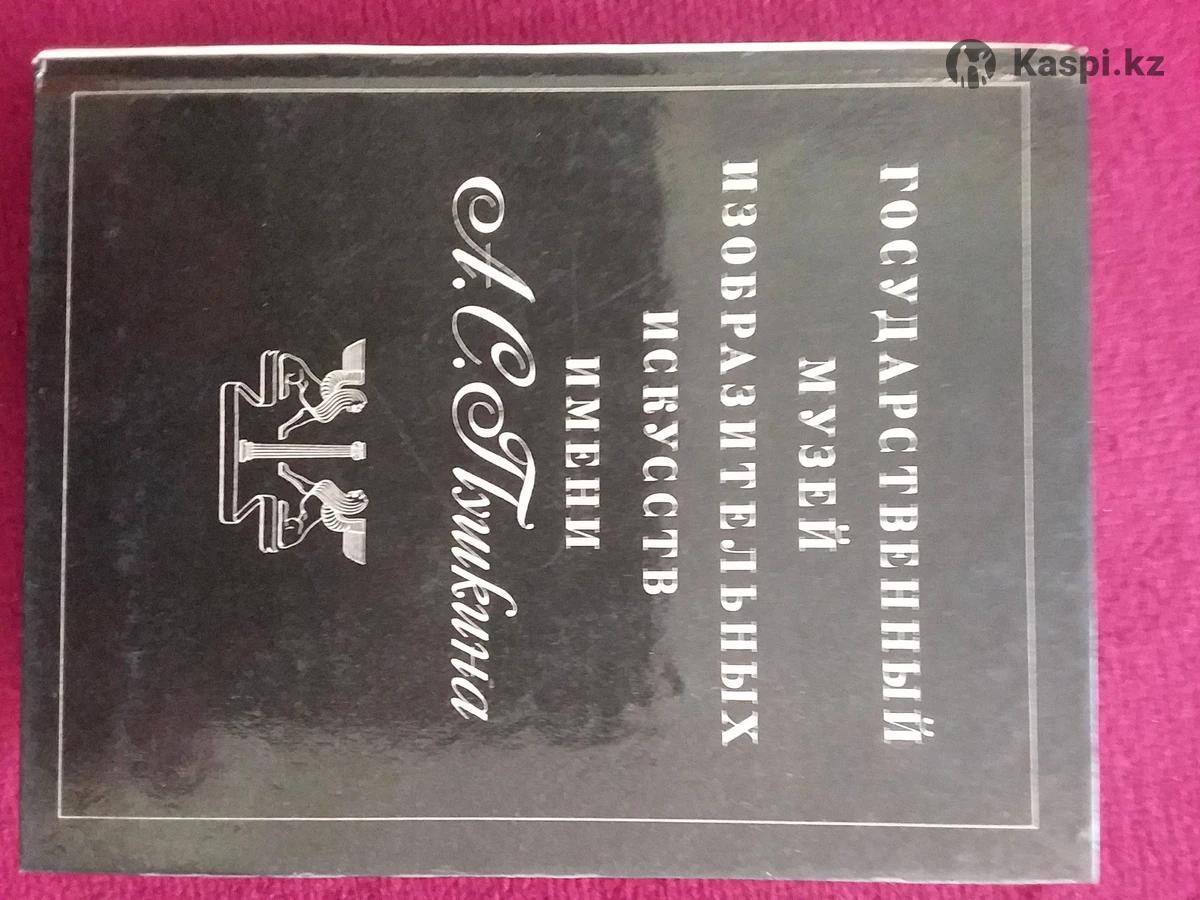 Kaspi.kz
ГОСУДАРСТВЕННЫЙ
МУЗЕЙ
ИЗОБРАЗИТЕЛЬНЫХ
ИСКУССТВ
ИМЕНИ
А.С.Пушкина